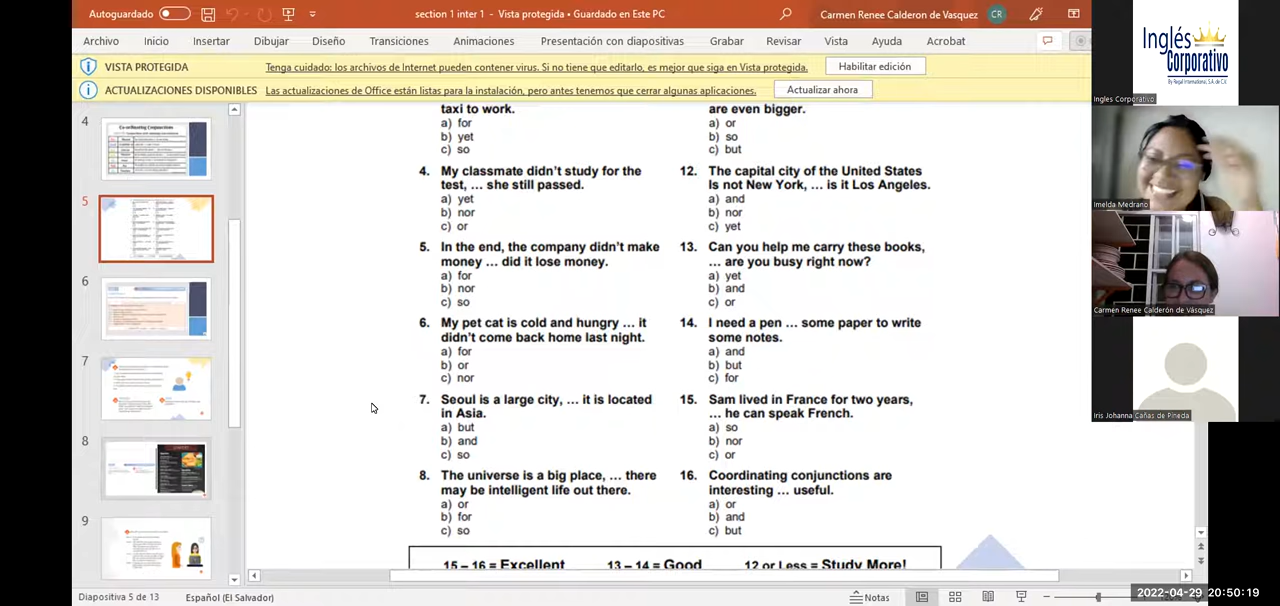 Autoguardado
section 1 inter 1 - Vista protegida • Guardado en Este PC
Carmen Renee Calderon de Vasquez
CR
Archivo Inicio Insertar Dibujar Diseño Transiciones Animaciones Presentación con diapositivas Grabar Revisar Vista Ayuda Acrobat
VISTA PROTEGIDA Tenga cuidado: los archivos de Internet pueden contener virus. Si no tiene que editarlo, es mejor que siga en Vista protegida. Habilitar edición
ACTUALIZACIONES DISPONIBLES Las actualizaciones de Office están listas para la instalación, pero antes tenemos que cerrar algunas aplicaciones. Actualizar ahora
4
Co-ordinating Conjunctions
5
6
7
8
9
taxi to work.
a) for
b) yet
c) so
4. My classmate didn't study for the
test, ... she still passed.
a) yet
b) nor
c) or
5. In the end, the company didn't make
money ... did it lose money.
a) for
b) nor
c) so
6. My pet cat is cold and hungry ... it
didn't come back home last night.
a) for
b) or
c) nor
7. Seoul is a large city, ... it is located
in Asia.
a) but
b) and
c) so
8. The universe is a big place, ... there
may be intelligent life out there.
a) or
b) for
c) so
are even bigger.
a) or
b) so
c) but
12. The capital city of the United States
Is not New York, ... is it Los Angeles.
a) and
b) nor
c) yet
13. Can you help me carry these books,
... are you busy right now?
a) yet
b) and
c) or
14. I need a pen ... some paper to write
some notes.
a) and
b) but
c) for
15. Sam lived in France for two years,
... he can speak French.
a) so
b) nor
c) or
16. Coordinating conjunctions are
interesting ... useful.
a) or
b) and
c) but
15 – 16 = Excellent 13 – 14 = Good 12 or Less = Study More!
Diapositiva 5 de 13
Español (El Salvador)
Notas
Inglés
Corporativo
By Regal International, S.A. de C.V.
Ingles Corporativo
Imelda Medrano
Carmen Renee Calderón de Vásquez
Iris Johanna Cañas de Pineda
2022-04-29 20:50:19